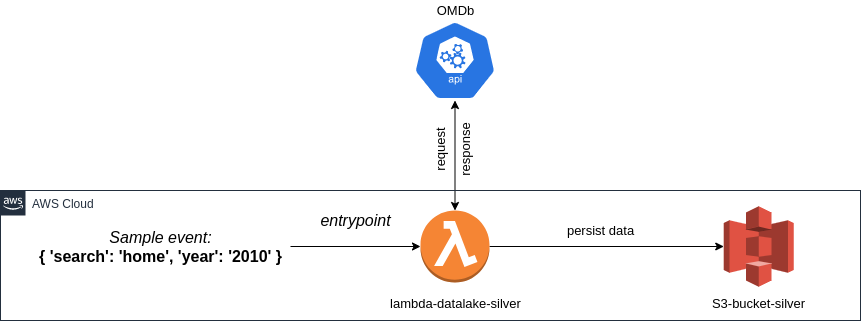 OMDb
api
request
response
aws
AWS Cloud
Sample event:
{ 'search': 'home', 'year': '2010' }
entrypoint
persist data
lambda-datalake-silver
S3-bucket-silver